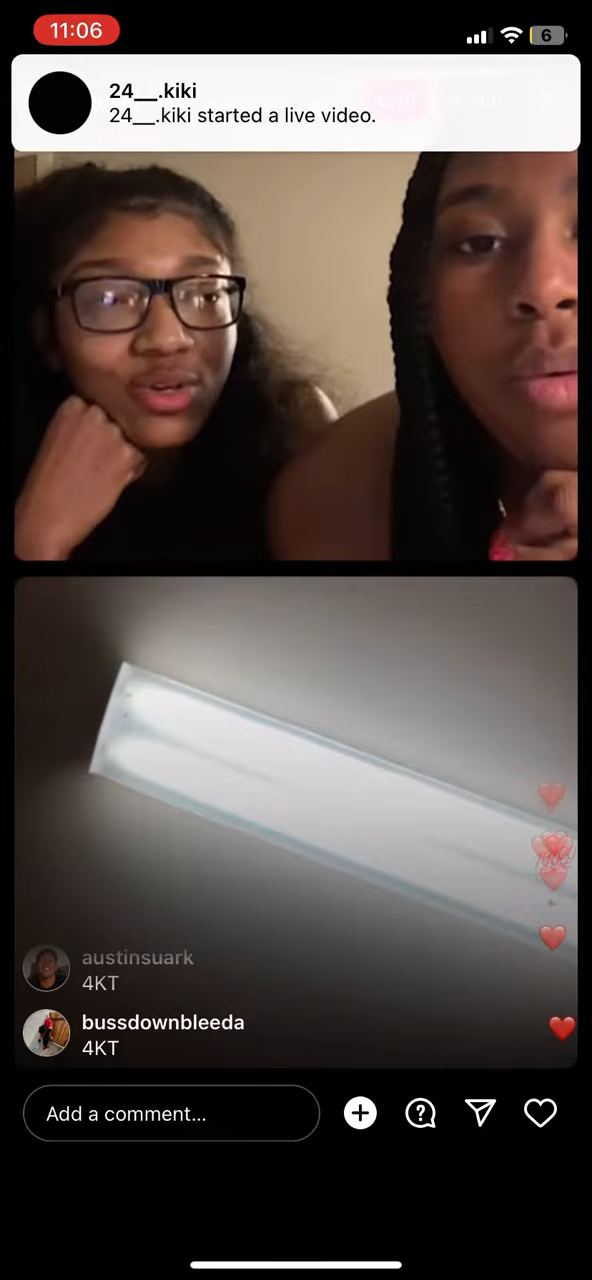 11:06
6
24__.kiki
24__.kiki started a live video.
austinsuark
4KT
bussdownbleeda
4KT
Add a comment...